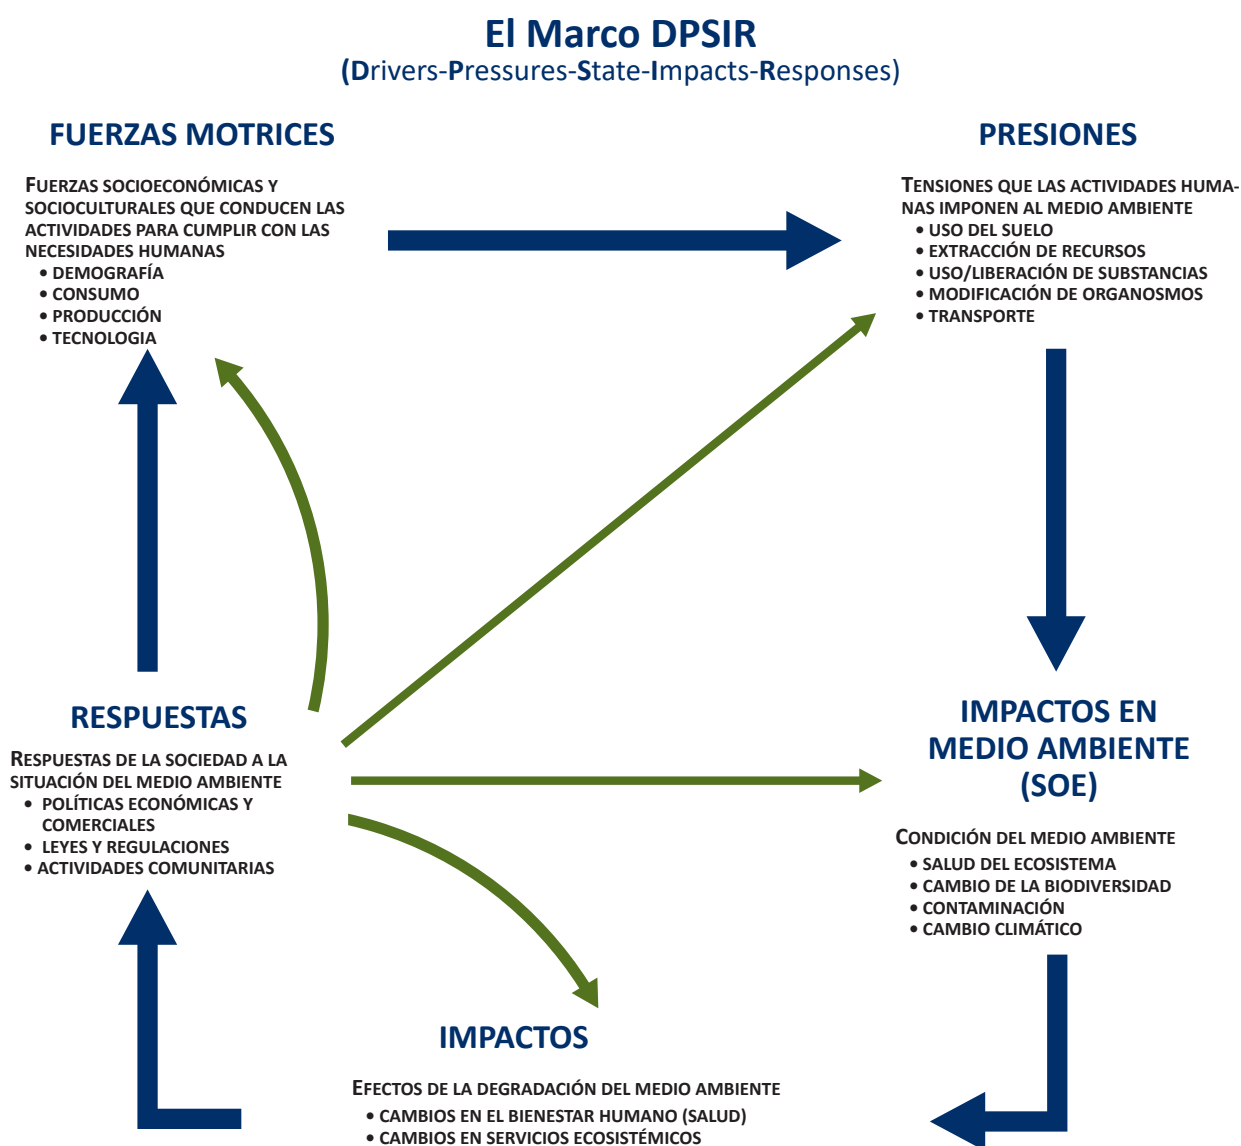 El Marco DPSIR
(Drivers-Pressures-State-Impacts-Responses)
FUERZAS MOTRICES
FUERZAS SOCIOECONÓMICAS Y
SOCIOCULTURALES QUE CONDUCEN LAS
ACTIVIDADES PARA CUMPLIR CON LAS
NECESIDADES HUMANAS
• DEMOGRAFÍA
• CONSUMO
• PRODUCCIÓN
• TECNOLOGIA
PRESIONES
TENSIONES QUE LAS ACTIVIDADES HUMA-
NAS IMPONEN AL MEDIO AMBIENTE
• USO DEL SUELO
• EXTRACCIÓN DE RECURSOS
• USO/LIBERACIÓN DE SUBSTANCIAS
• MODIFICACIÓN DE ORGANOSMOS
• TRANSPORTE
RESPUESTAS
RESPUESTAS DE LA SOCIEDAD A LA
SITUACIÓN DEL MEDIO AMBIENTE
• POLÍTICAS ECONÓMICAS Y
COMERCIALES
• LEYES Y REGULACIONES
• ACTIVIDADES COMUNITARIAS
IMPACTOS EN
MEDIO AMBIENTE
(SOE)
CONDICIÓN DEL MEDIO AMBIENTE
• SALUD DEL ECOSISTEMA
• CAMBIO DE LA BIODIVERSIDAD
• CONTAMINACIÓN
• CAMBIO CLIMÁTICO
IMPACTOS
EFECTOS DE LA DEGRADACIÓN DEL MEDIO AMBIENTE
• CAMBIOS EN EL BIENESTAR HUMANO (SALUD)
• CAMBIOS EN SERVICIOS ECOSISTÉMICOS